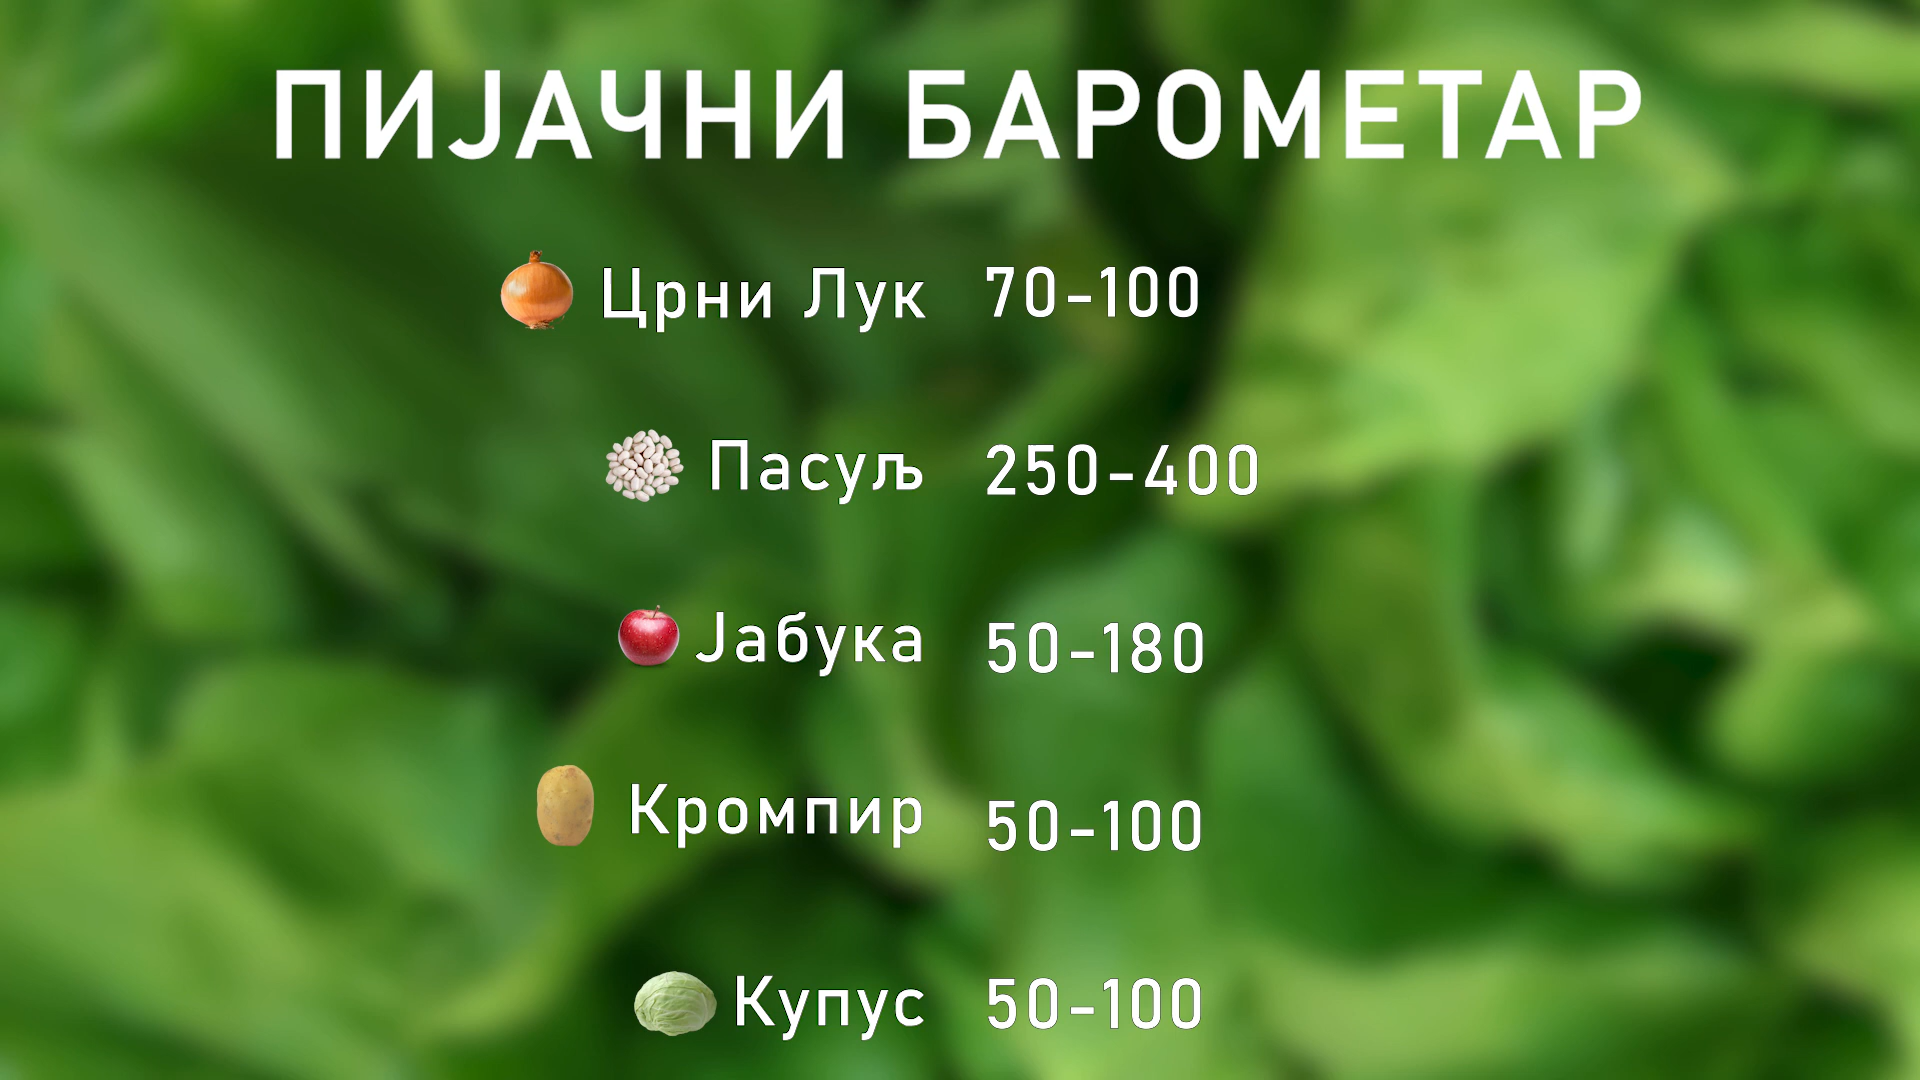 ПИЈАЧНИ БАРОМЕТАР
Црни Лук 70-100
Пасуљ 250-400
Јабука 50-180
Кромпир 50-100
Купус 50-100